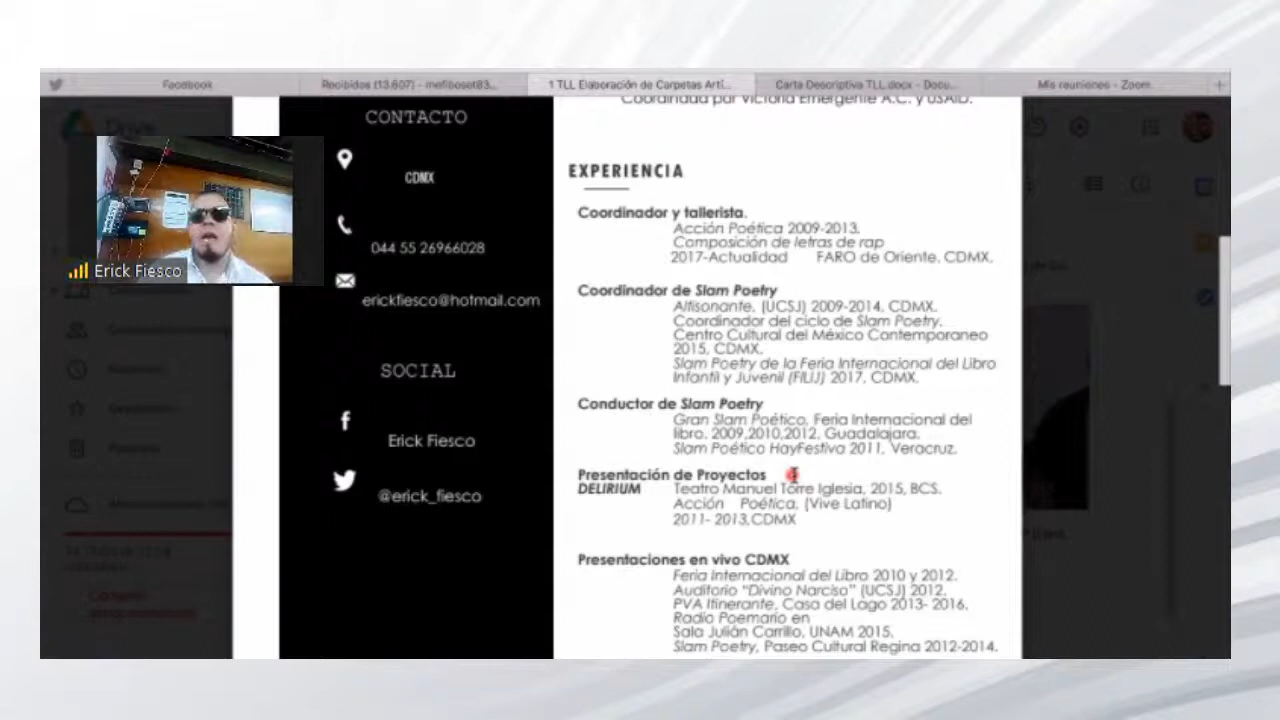 Facebook
Recibidos (13,607) - mefiboset83...
1 TLL Elaboración de Carpetas Artí...
Carta Descriptiva TLL.docx - Docu...
Mis reuniones - Zoom
Drive
Erick Fiesco
CONTACTO
CDMX
044 55 26966028
erickfiesco@hotmail.com
SOCIAL
Erick Fiesco
@erick_fiesco
Coordinada por Victoria Emergente A.C. y USAID.
EXPERIENCIA
Coordinador y tallerista.
Acción Poética 2009-2013.
Composición de letras de rap
2017-Actualidad FARO de Oriente, CDMX.
Coordinador de Slam Poetry
Altisonante, (UCSJ) 2009-2014, CDMX.
Coordinador del ciclo de Slam Poetry,
Centro Cultural del México Contemporaneo
2015, CDMX.
Slam Poetry de la Feria Internacional del Libro
Infantil y Juvenil (FILIJ) 2017, CDMX.
Conductor de Slam Poetry
Gran Slam Poético, Feria Internacional del
libro. 2009,2010,2012, Guadalajara.
Slam Poético HayFestiva 2011, Veracruz.
Presentación de Proyectos
DELIRIUM Teatro Manuel Torre Iglesia, 2015, BCS.
Acción Poética, (Vive Latino)
2011- 2013,CDMX
Presentaciones en vivo CDMX
Feria Internacional del Libro 2010 y 2012.
Auditorio "Divino Narciso" (UCSJ) 2012.
PVA Itinerante, Casa del Lago 2013- 2016.
Radio Poemario en
Sala Julián Carrillo, UNAM 2015.
Slam Poetry, Paseo Cultural Regina 2012-2014.